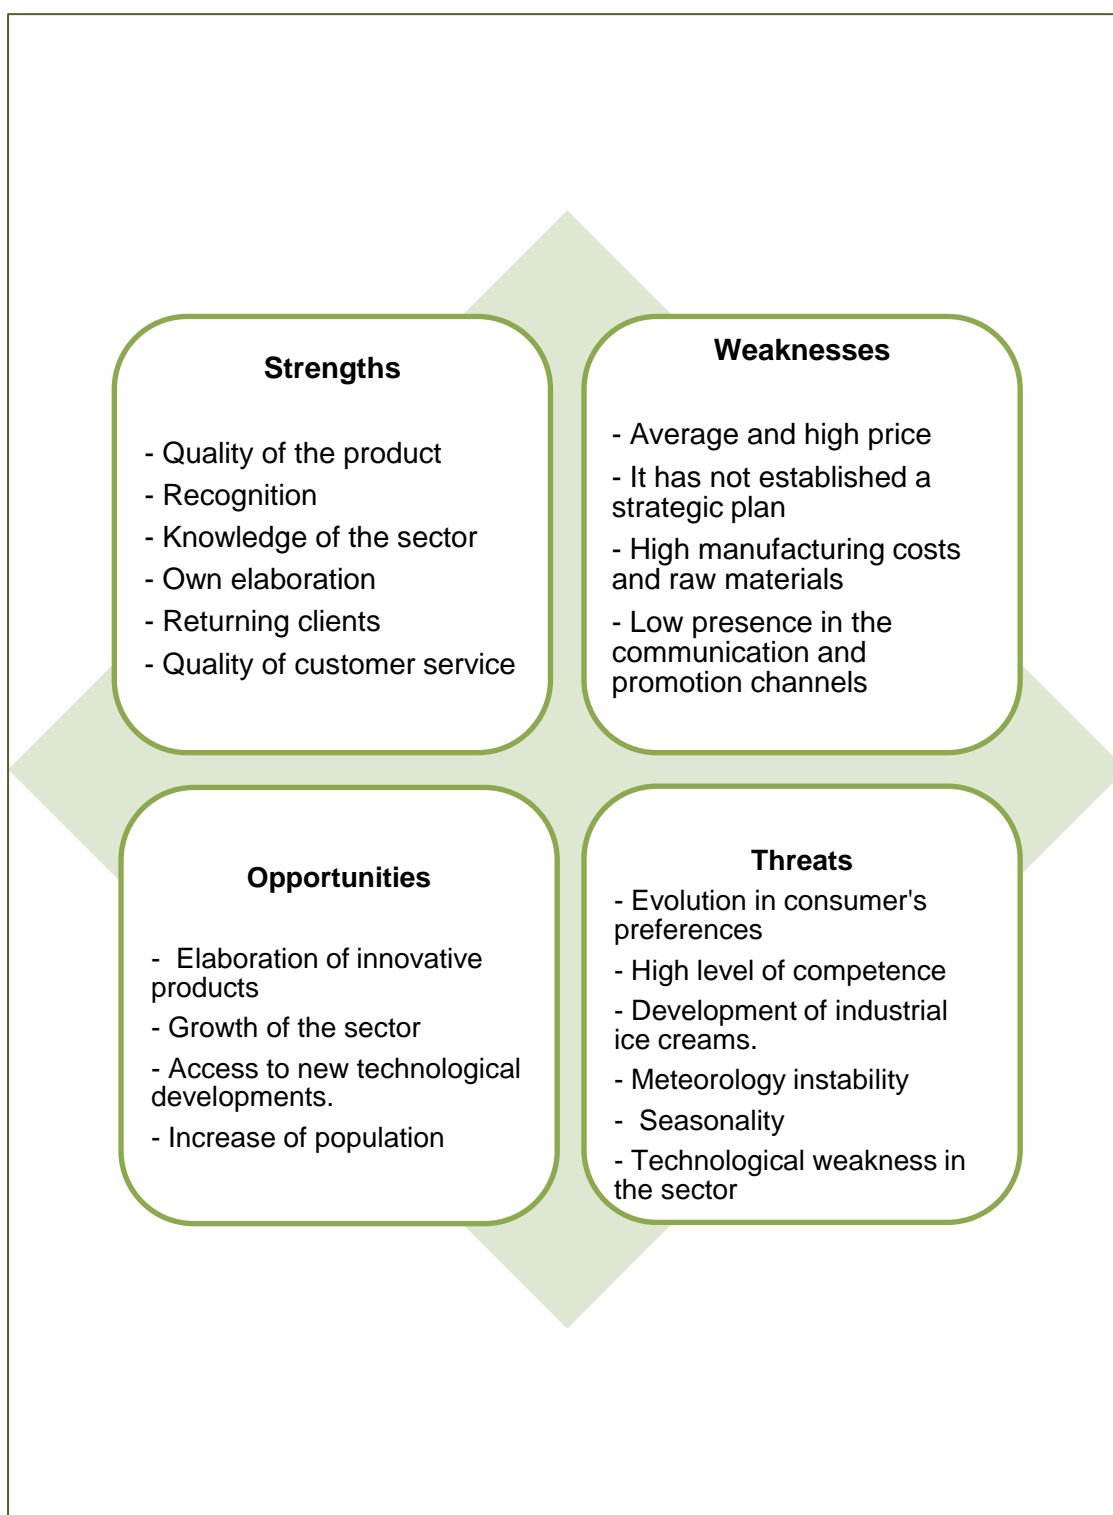 Strengths
- Quality of the product
- Recognition
- Knowledge of the sector
- Own elaboration
- Returning clients
- Quality of customer service
Weaknesses
- Average and high price
- It has not established a
strategic plan
- High manufacturing costs
and raw materials
- Low presence in the
communication and
promotion channels
Opportunities
-  Elaboration of innovative
products
- Growth of the sector
- Access to new technological
developments.
- Increase of population
Threats
- Evolution in consumer's
preferences
- High level of competence
- Development of industrial
ice creams.
- Meteorology instability
-  Seasonality
- Technological weakness in
the sector